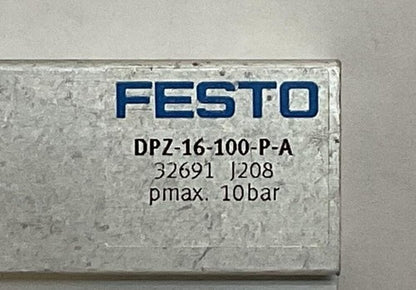 FESTO
DPZ-16-100-P-A
32691 J208
pmax. 10bar